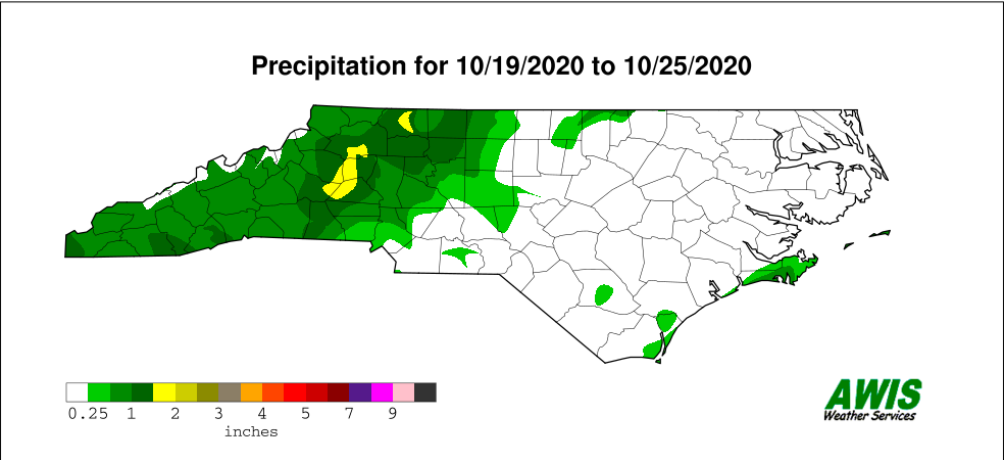 Precipitation for 10/19/2020 to 10/25/2020
0.25 1 2 3 4 5 7 9
inches
AWIS
Weather Services